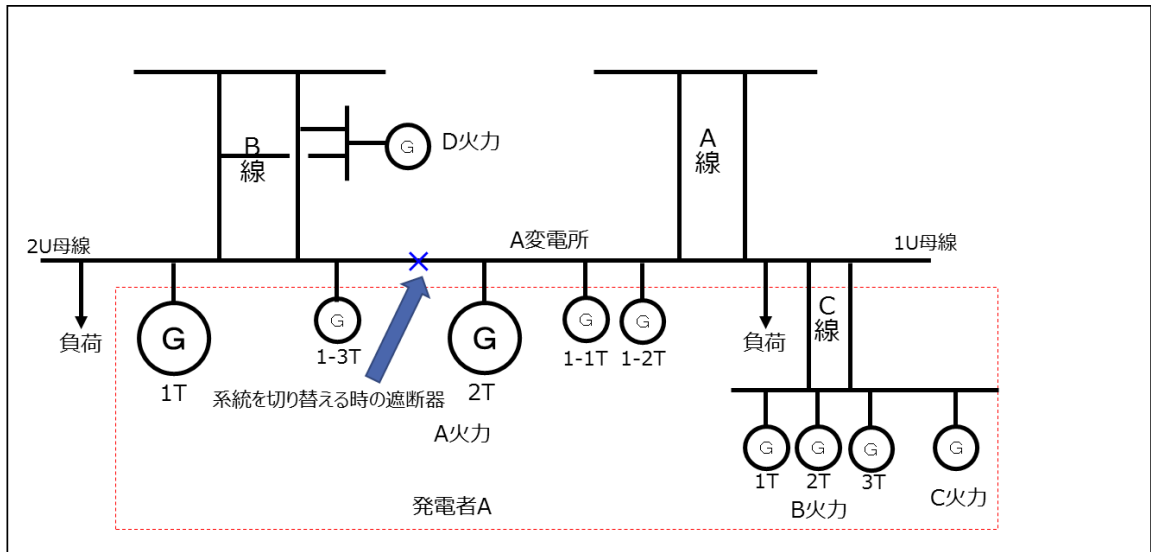 B
線
G
D火力
A
線
2U母線
A変電所
1U母線
負荷
G
1T
G
1-3T
G
2T
G
1-1T
G
1-2T
負荷
C
線
系統を切り替える時の遮断器
A火力
G
1T
G
2T
G
3T
G
B火力
C火力
発電者A